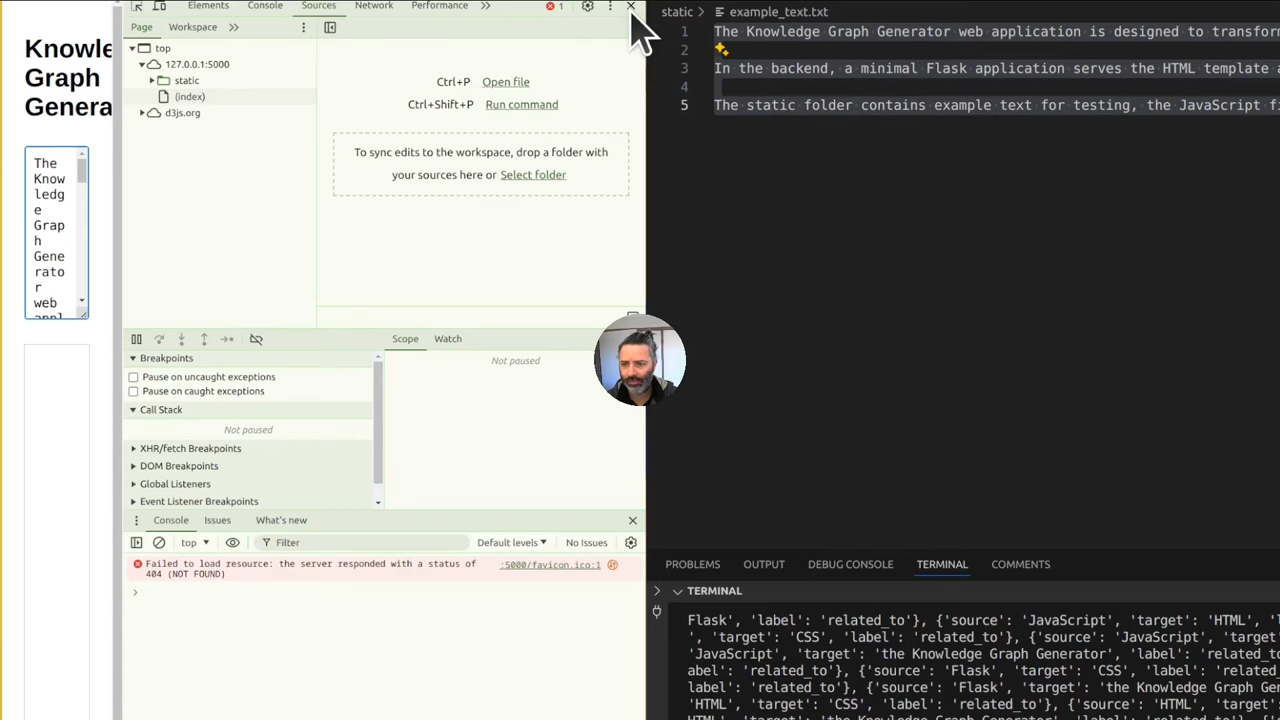 Knowle
Graph
Genera
The
Know
ledg
e
Grap
h
Gene
rato
r
web
Elements Console Sources Network Performance 1
Page Workspace
top
127.0.0.1:5000
static
(index)
d3js.org
Ctrl+P Open file
Ctrl+Shift+P Run command
To sync edits to the workspace, drop a folder with
your sources here or Select folder
Scope Watch
Not paused
Breakpoints
Pause on uncaught exceptions
Pause on caught exceptions
Call Stack
Not paused
XHR/fetch Breakpoints
DOM Breakpoints
Global Listeners
Event Listener Breakpoints
Console Issues What's new
top Filter Default levels No Issues
Failed to load resource: the server responded with a status of :5000/favicon.ico:1
404 (NOT FOUND)
static > example_text.txt
1 The Knowledge Graph Generator web application is designed to transfor
2
3 In the backend, a minimal Flask application serves the HTML template a
4
5 The static folder contains example text for testing, the JavaScript fi
PROBLEMS OUTPUT DEBUG CONSOLE TERMINAL COMMENTS
TERMINAL
Flask', 'label': 'related_to'}, {'source': 'JavaScript', 'target': 'HTML', 'l
', 'target': 'CSS', 'label': 'related_to'}, {'source': 'JavaScript', 'target'
'JavaScript', 'target': 'the Knowledge Graph Generator', 'label': 'related_to
abel': 'related_to'}, {'source': 'Flask', 'target': 'CSS', 'label': 'related_
label': 'related_to'}, {'source': 'Flask', 'target': 'the Knowledge Graph Gen
'HTML', 'target': 'CSS', 'label': 'related_to'}, {'source': 'HTML', 'target':
'HTML', 'target': 'the Knowledge Graph Generator', 'label': 'related_to'}